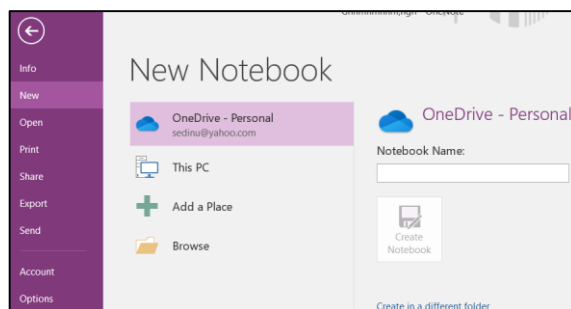 OneNote
Info
New
Open
Print
Share
Export
Send
Account
Options
New Notebook
OneDrive - Personal
sedinu@yahoo.com
This PC
Add a Place
Browse
OneDrive - Personal
Notebook Name:
Create
Notebook
Create in a different folder